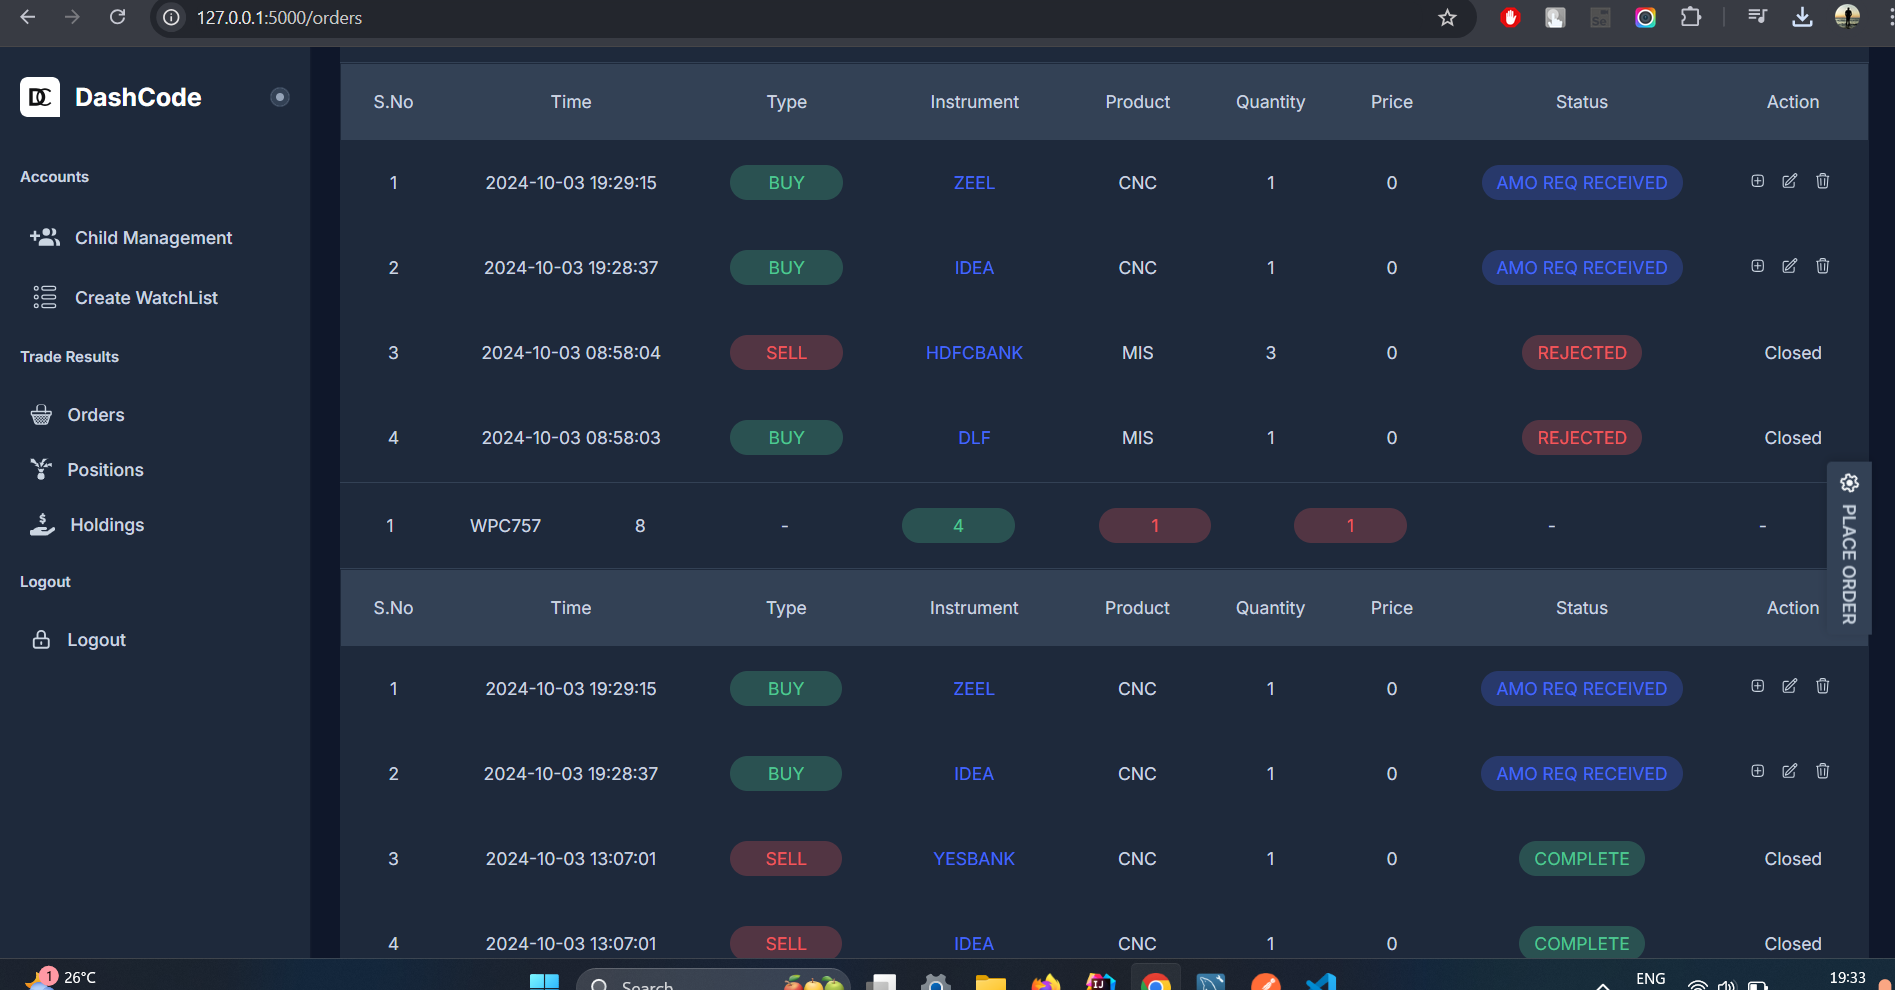 127.0.0.1:5000/orders
Se
DC DashCode
Accounts
Child Management
Create WatchList
Trade Results
Orders
Positions
Holdings
Logout
Logout
S.No Time Type Instrument Product Quantity Price Status Action
1 2024-10-03 19:29:15 BUY ZEEL CNC 1 0 AMO REQ RECEIVED
2 2024-10-03 19:28:37 BUY IDEA CNC 1 0 AMO REQ RECEIVED
3 2024-10-03 08:58:04 SELL HDFCBANK MIS 3 0 REJECTED Closed
4 2024-10-03 08:58:03 BUY DLF MIS 1 0 REJECTED Closed
1 WPC757 8 - 4 1 1 - -
PLACE ORDER
S.No Time Type Instrument Product Quantity Price Status Action
1 2024-10-03 19:29:15 BUY ZEEL CNC 1 0 AMO REQ RECEIVED
2 2024-10-03 19:28:37 BUY IDEA CNC 1 0 AMO REQ RECEIVED
3 2024-10-03 13:07:01 SELL YESBANK CNC 1 0 COMPLETE Closed
4 2024-10-03 13:07:01 SELL IDEA CNC 1 0 COMPLETE Closed
1 26°C Search IJ ENG 19:33